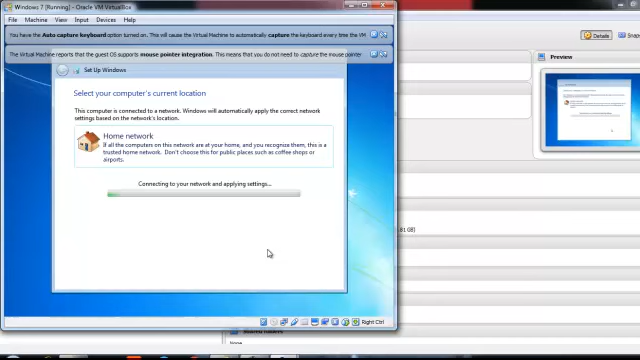 Windows 7 [Running] - Oracle VM VirtualBox
File Machine View Input Devices Help
You have the Auto capture keyboard option turned on. This will cause the Virtual Machine to automatically capture the keyboard every time the VM
The Virtual Machine reports that the guest OS supports mouse pointer integration. This means that you do not need to capture the mouse pointer
Set Up Windows
Select your computer's current location
This computer is connected to a network. Windows will automatically apply the correct network
settings based on the network's location.
Home network
If all the computers on this network are at your home, and you recognize them, this is a
trusted home network. Don't choose this for public places such as coffee shops or
airports.
Connecting to your network and applying settings...
Right Ctrl
Details
Preview
GB)
None